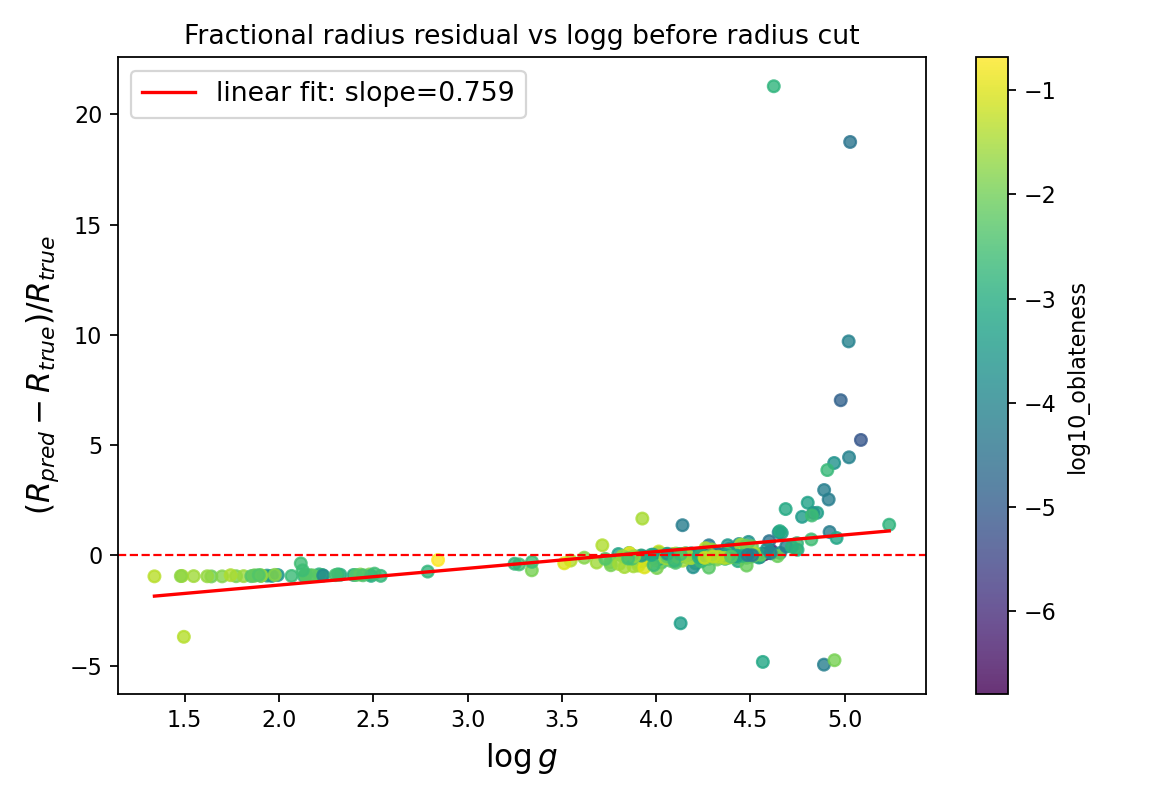 Fractional radius residual vs logg before radius cut
linear fit: slope=0.759
20
15
10
5
0
−5
1.5 2.0 2.5 3.0 3.5 4.0 4.5 5.0
log g
(R_pred − R_true)/R_true
−1
−2
−3
−4
−5
−6
log10_oblateness